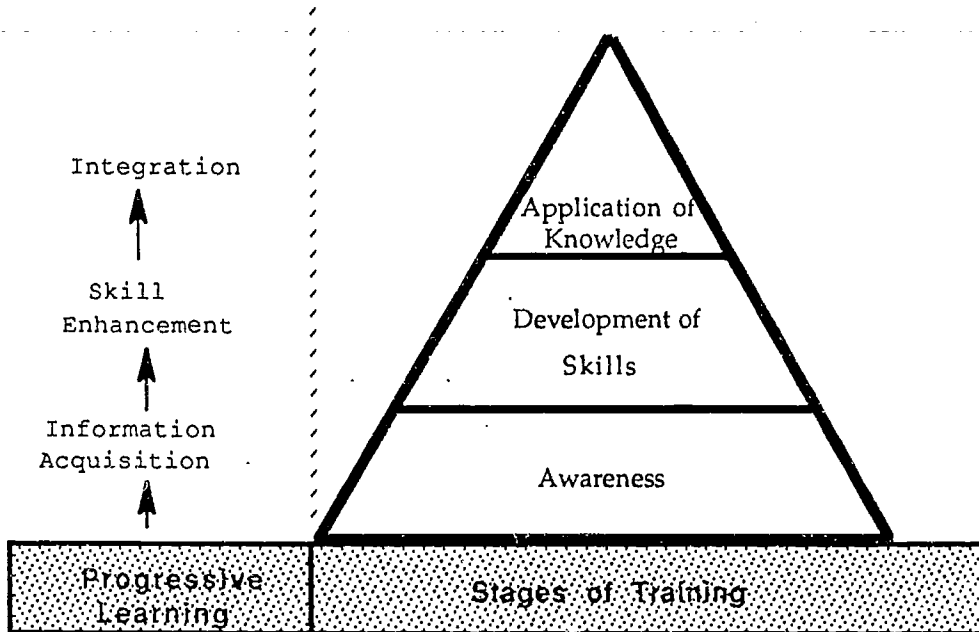 Integration
Skill
Enhancement
Information
Acquisition
Application of
Knowledge
Development of
Skills
Awareness
Progressive
Learning
Stages of Training